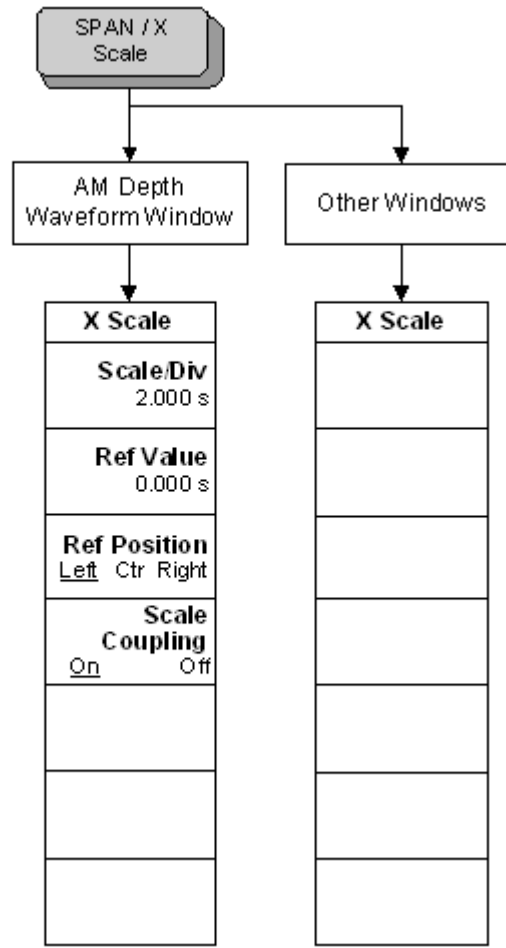 SPAN / X
Scale
AM Depth
Waveform Window
Other Windows
X Scale
Scale/Div
2.000 s
Ref Value
0.000 s
Ref Position
Left Ctr Right
Scale
Coupling
On Off
X Scale